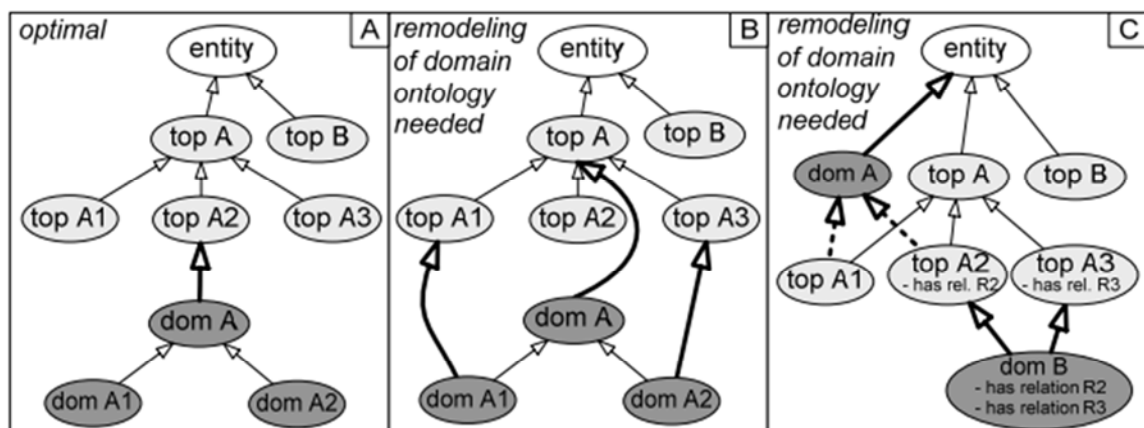 optimal
A
entity
top A
top B
top A1
top A2
top A3
dom A
dom A1
dom A2
remodeling
of domain
ontology
needed
B
entity
top A
top B
top A1
top A2
top A3
dom A
dom A1
dom A2
remodeling
of domain
ontology
needed
C
entity
dom A
top A
top B
top A1
top A2
- has rel. R2
top A3
- has rel. R3
dom B
- has relation R2
- has relation R3